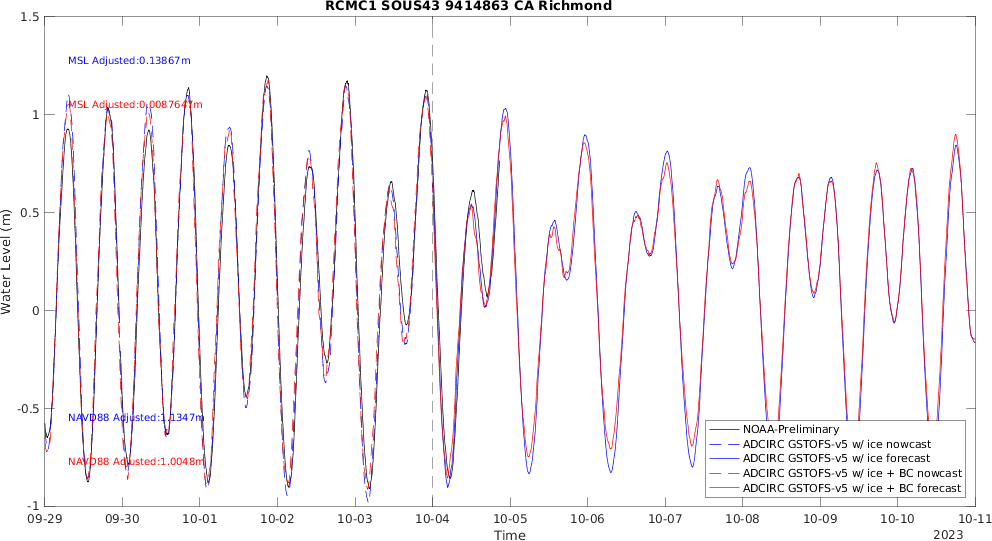 RCMC1 SOUS43 9414863 CA Richmond
1.5
1
0.5
0
-0.5
-1
Water Level (m)
MSL Adjusted:0.13867m
MSL Adjusted:0.0087647m
NAVD88 Adjusted:1.1347m
NAVD88 Adjusted:1.0048m
NOAA-Preliminary
ADCIRC GSTOFS-v5 w/ ice nowcast
ADCIRC GSTOFS-v5 w/ ice forecast
ADCIRC GSTOFS-v5 w/ ice + BC nowcast
ADCIRC GSTOFS-v5 w/ ice + BC forecast
09-29 09-30 10-01 10-02 10-03 10-04 10-05 10-06 10-07 10-08 10-09 10-10 10-11
2023
Time